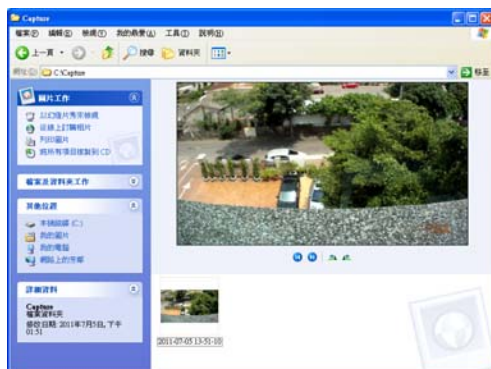 Capture
檔案(F) 編輯(E) 檢視(V) 我的最愛(A) 工具(T) 說明(H)
上一頁 搜尋 資料夾
網址(D) C:\Capture 移至
圖片工作
以幻燈片秀來檢視
從線上訂購相片
列印圖片
將所有項目複製到 CD
檔案及資料夾工作
其他位置
本機磁碟 (C:)
我的圖片
我的電腦
網路上的芳鄰
詳細資料
Capture
檔案資料夾
修改日期: 2011年7月5日, 下午
01:51
2011-07-05 13-51-10